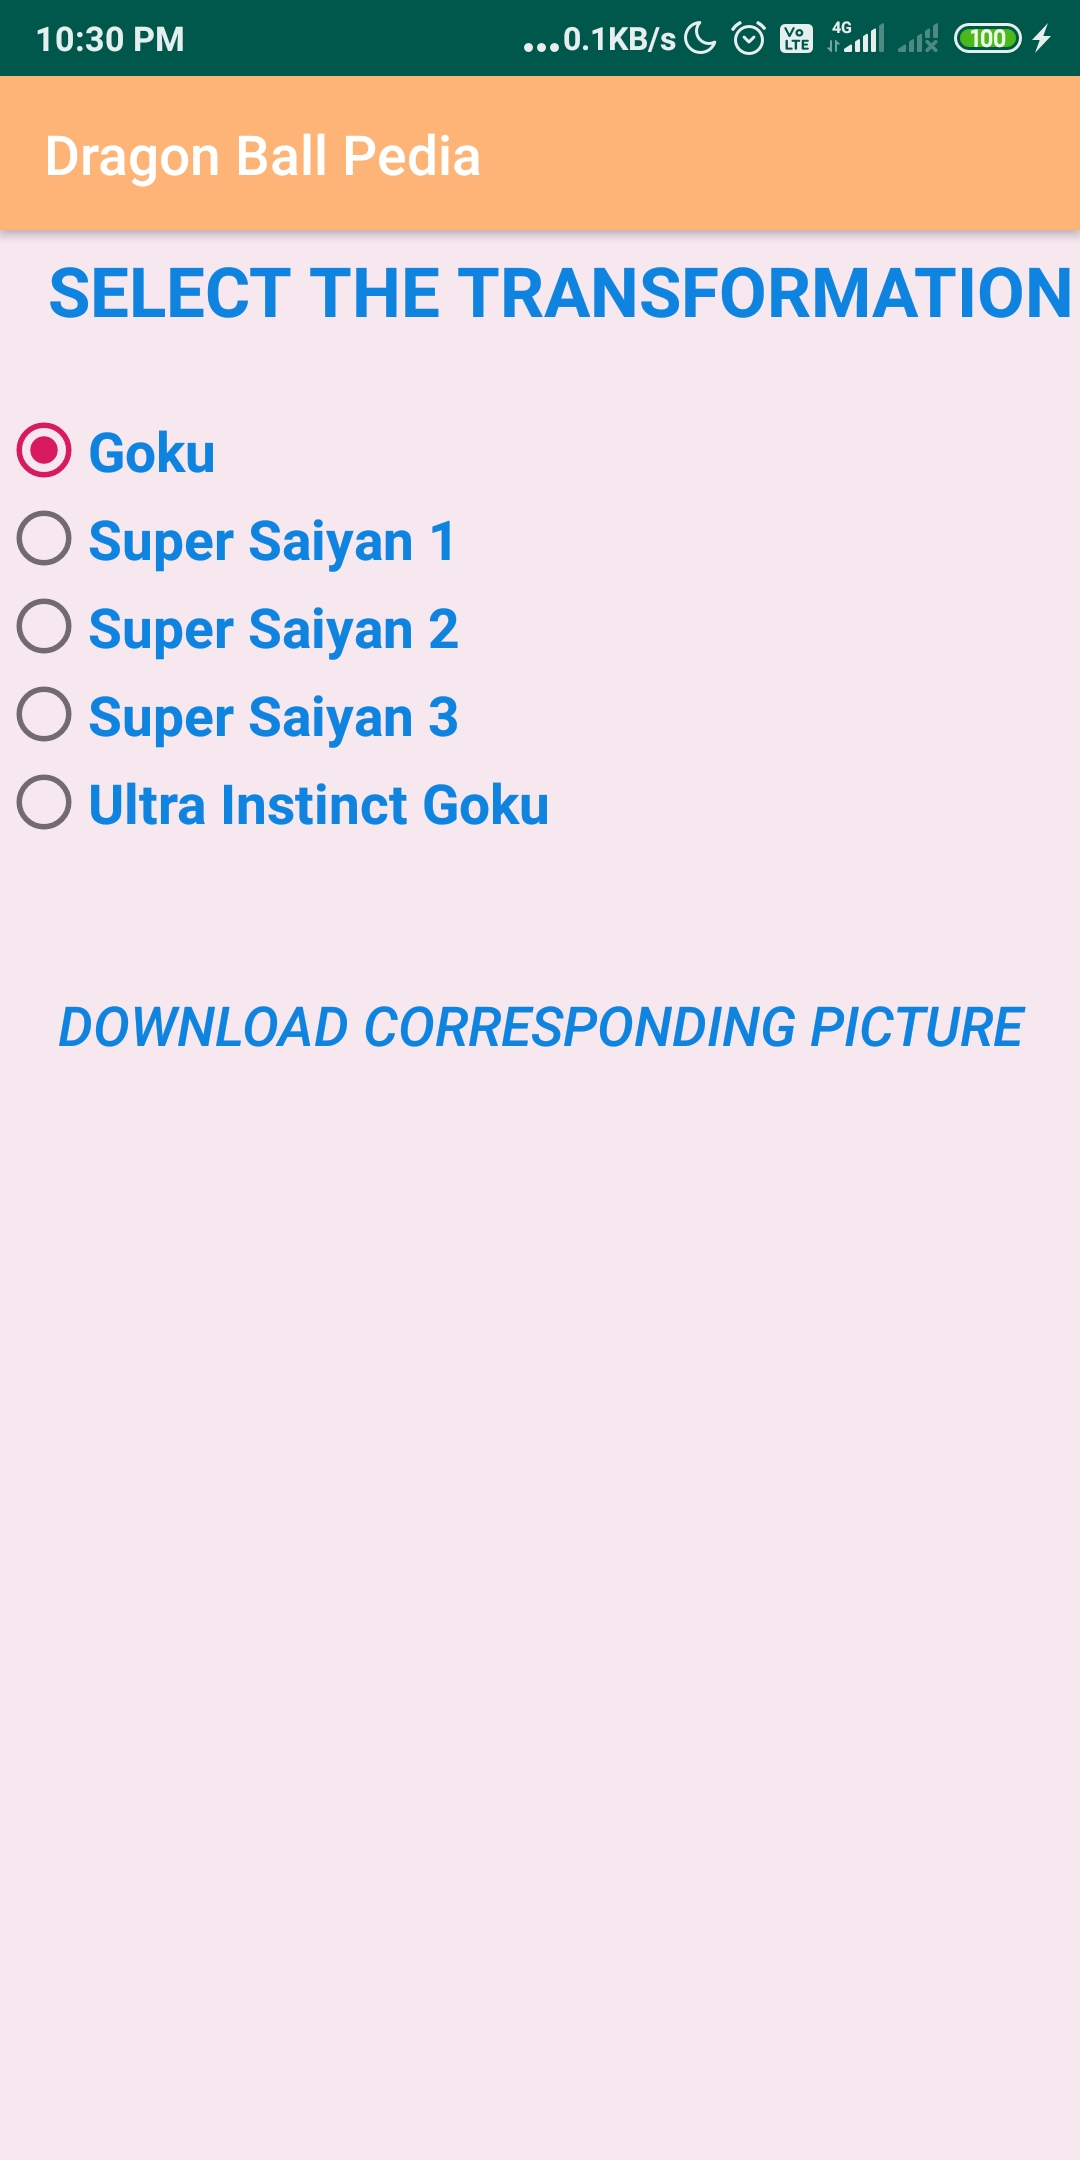 10:30 PM ...0.1KB/s Vo LTE 4G 100
Dragon Ball Pedia
SELECT THE TRANSFORMATION
Goku
Super Saiyan 1
Super Saiyan 2
Super Saiyan 3
Ultra Instinct Goku
DOWNLOAD CORRESPONDING PICTURE